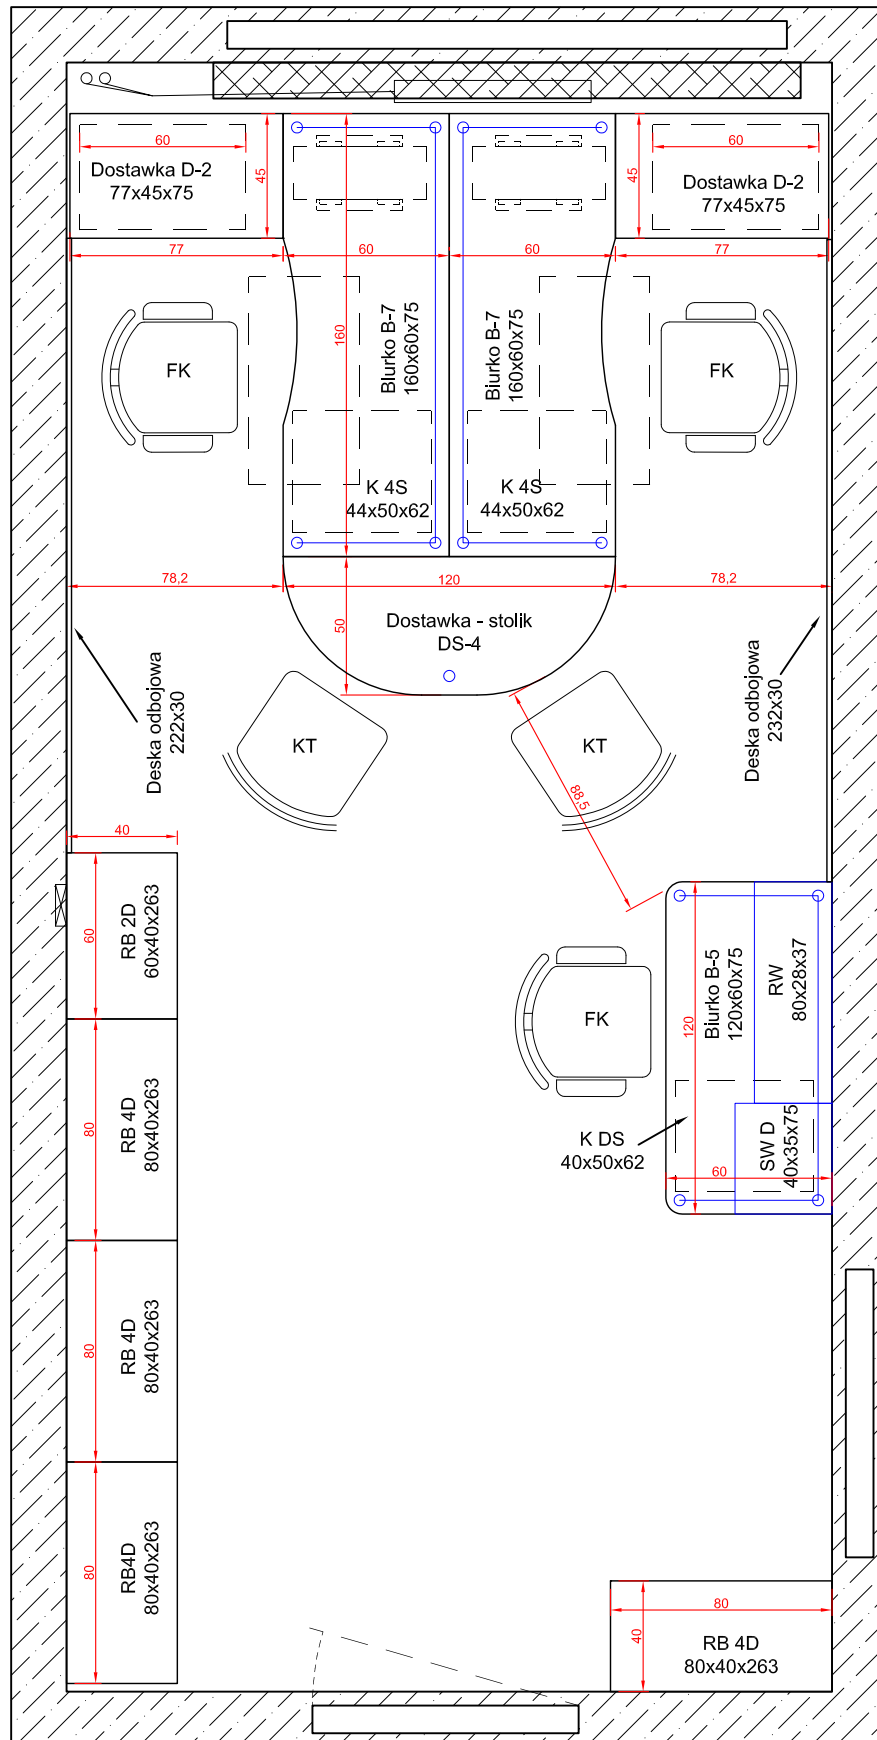 60
60
Dostawka D-2
77x45x75
45
45
Dostawka D-2
77x45x75
77
60
60
77
160
Biurko B-7
160x60x75
Biurko B-7
160x60x75
FK
FK
K 4S
44x50x62
K 4S
44x50x62
78,2
120
78,2
50
Dostawka - stolik
DS-4
Deska odbojowa
222x30
Deska odbojowa
232x30
KT
KT
88,5
40
60
RB 2D
60x40x263
FK
120
Biurko B-5
120x60x75
RW
80x28x37
80
RB 4D
80x40x263
K DS
40x50x62
60
SW D
40x35x75
80
RB 4D
80x40x263
80
RB4D
80x40x263
80
40
RB 4D
80x40x263